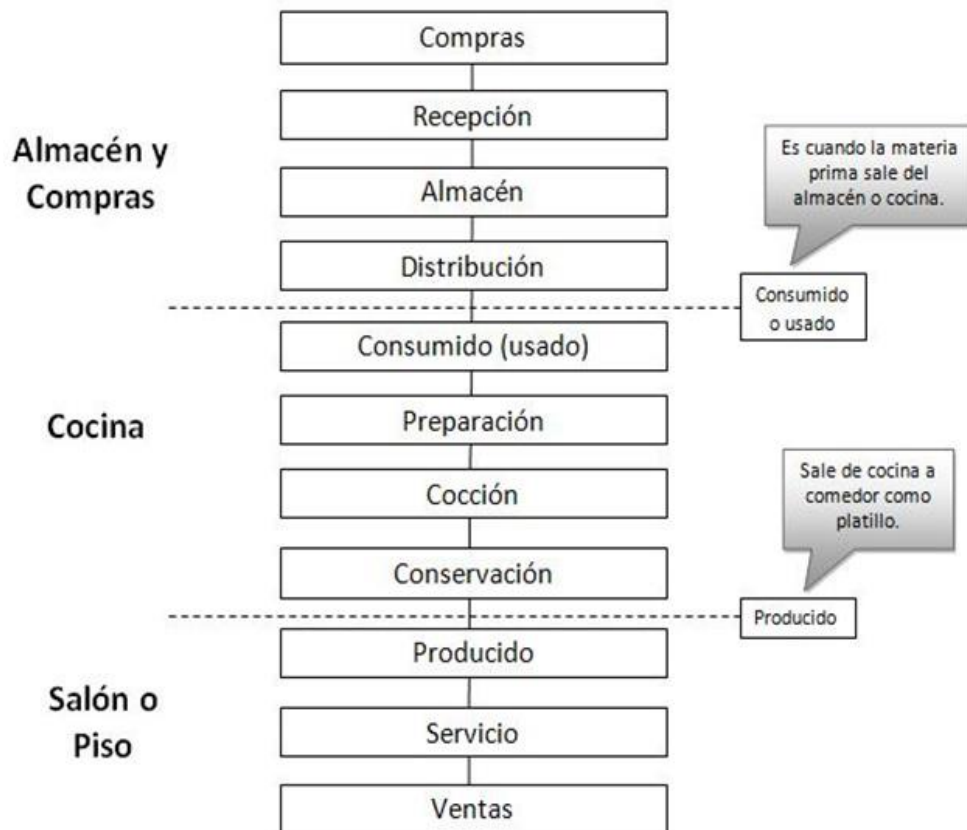 Compras
Recepción
Almacén y
Compras
Almacén
Distribución
Es cuando la materia
prima sale del
almacén o cocina.
Consumido
o usado
Consumido (usado)
Cocina
Preparación
Cocción
Conservación
Sale de cocina a
comedor como
platillo.
Producido
Producido
Salón o
Piso
Servicio
Ventas